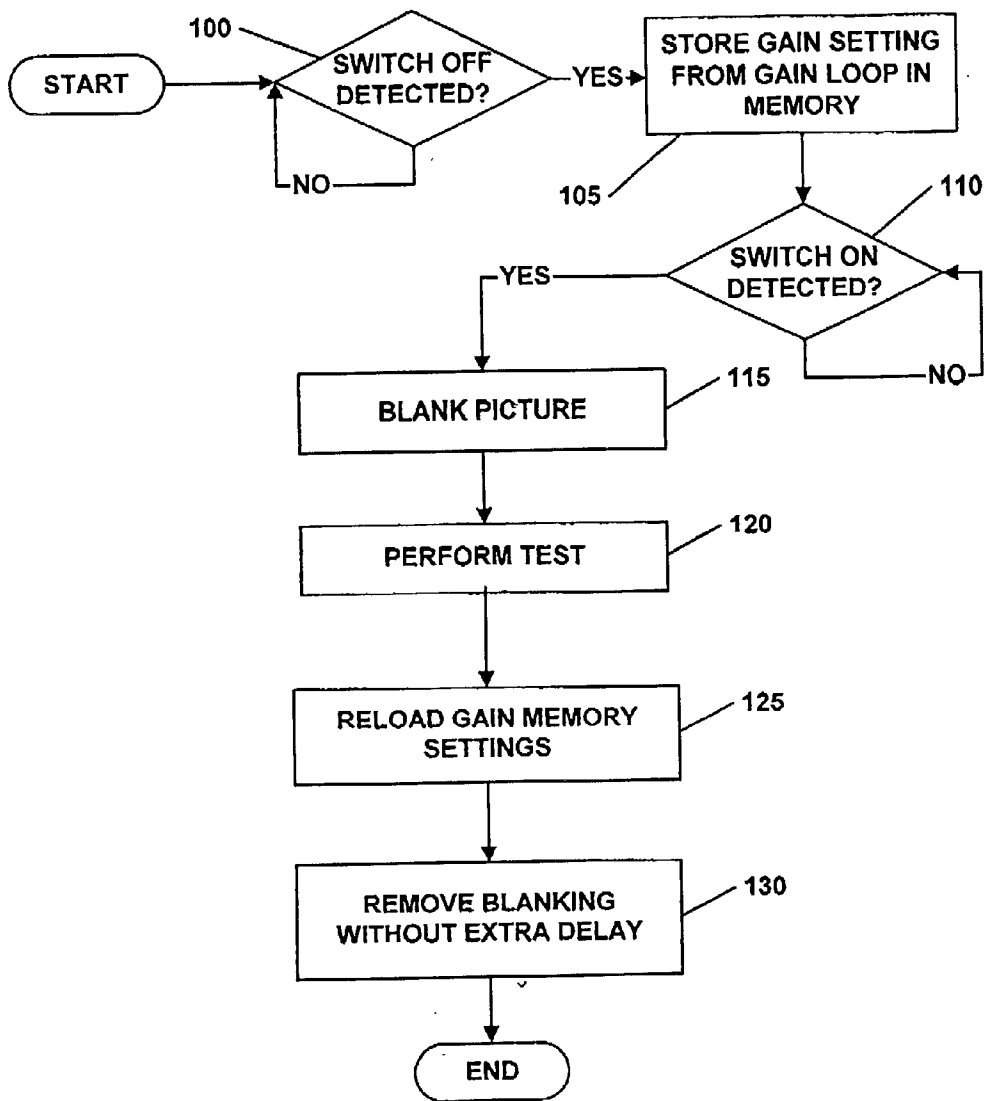 100
START
SWITCH OFF
DETECTED?
YES
STORE GAIN SETTING
FROM GAIN LOOP IN
MEMORY
NO
105
110
SWITCH ON
DETECTED?
YES
NO
115
BLANK PICTURE
120
PERFORM TEST
125
RELOAD GAIN MEMORY
SETTINGS
130
REMOVE BLANKING
WITHOUT EXTRA DELAY
END